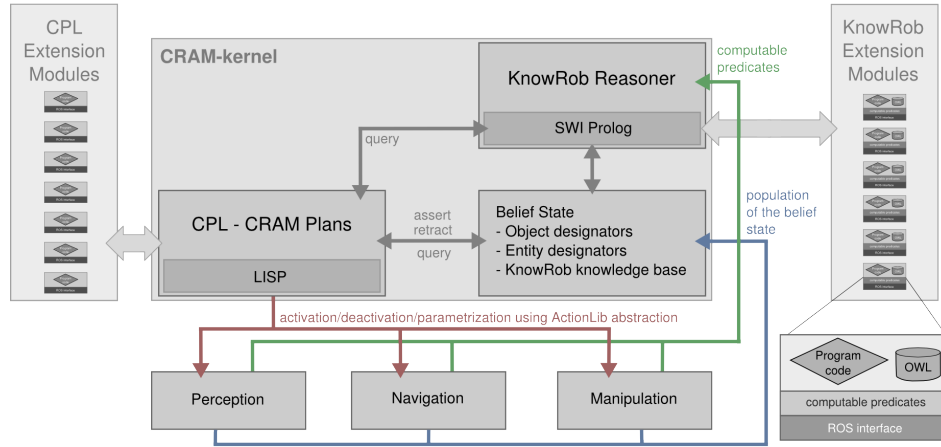 CPL
Extension
Modules
CRAM-kernel
KnowRob Reasoner
SWI Prolog
computable
predicates
KnowRob
Extension
Modules
query
CPL - CRAM Plans
LISP
assert
retract
query
Belief State
- Object designators
- Entity designators
- KnowRob knowledge base
population
of the belief
state
activation/deactivation/parametrization using ActionLib abstraction
Perception
Navigation
Manipulation
Program
code
OWL
computable predicates
ROS interface